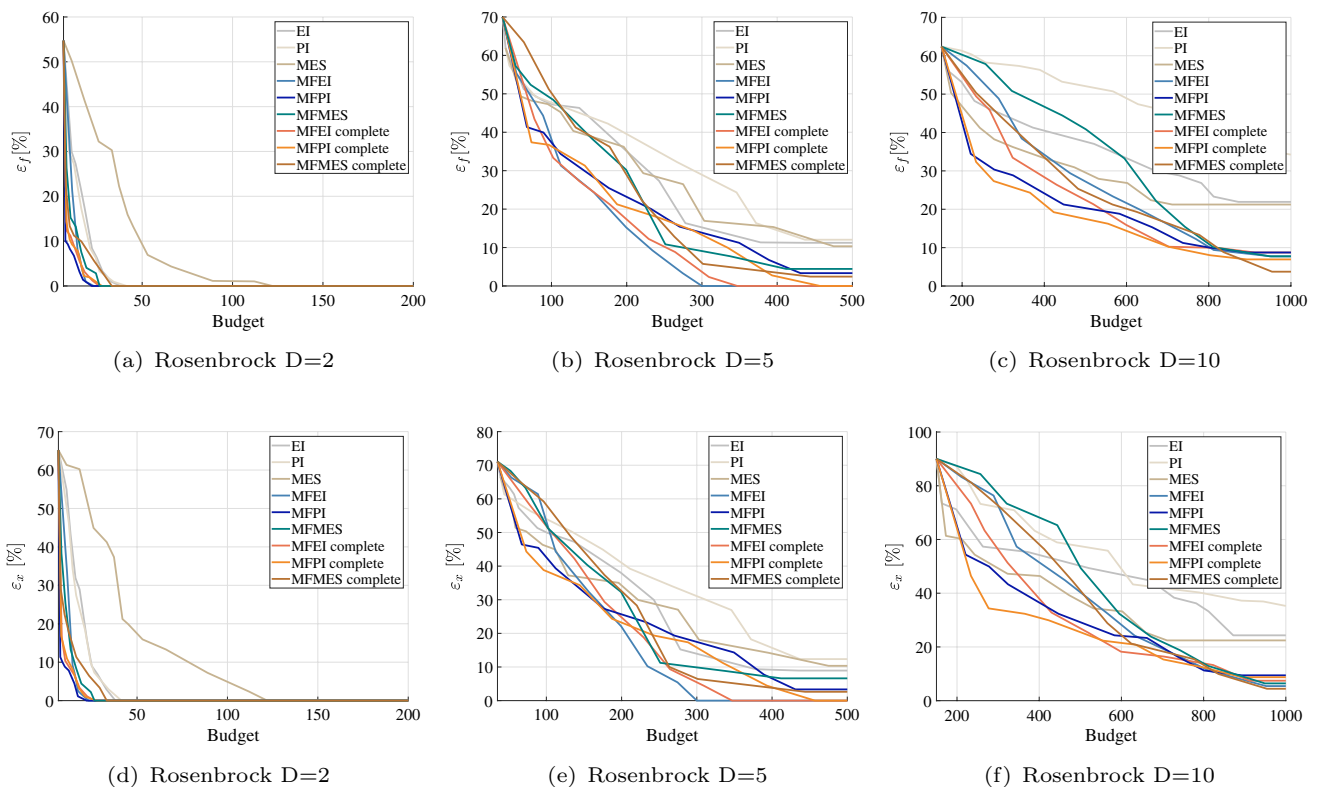 60
50
40
30
20
10
0
ε_f[%]
EI
PI
MES
MFEI
MFPI
MFMES
MFEI complete
MFPI complete
MFMES complete
50 100 150 200
Budget
(a) Rosenbrock D=2
70
60
50
40
30
20
10
0
ε_f[%]
EI
PI
MES
MFEI
MFPI
MFMES
MFEI complete
MFPI complete
MFMES complete
100 200 300 400 500
Budget
(b) Rosenbrock D=5
70
60
50
40
30
20
10
0
ε_f[%]
EI
PI
MES
MFEI
MFPI
MFMES
MFEI complete
MFPI complete
MFMES complete
200 400 600 800 1000
Budget
(c) Rosenbrock D=10
70
60
50
40
30
20
10
0
ε_x [%]
EI
PI
MES
MFEI
MFPI
MFMES
MFEI complete
MFPI complete
MFMES complete
50 100 150 200
Budget
(d) Rosenbrock D=2
80
70
60
50
40
30
20
10
0
ε_x [%]
EI
PI
MES
MFEI
MFPI
MFMES
MFEI complete
MFPI complete
MFMES complete
100 200 300 400 500
Budget
(e) Rosenbrock D=5
100
80
60
40
20
0
ε_x [%]
EI
PI
MES
MFEI
MFPI
MFMES
MFEI complete
MFPI complete
MFMES complete
200 400 600 800 1000
Budget
(f) Rosenbrock D=10